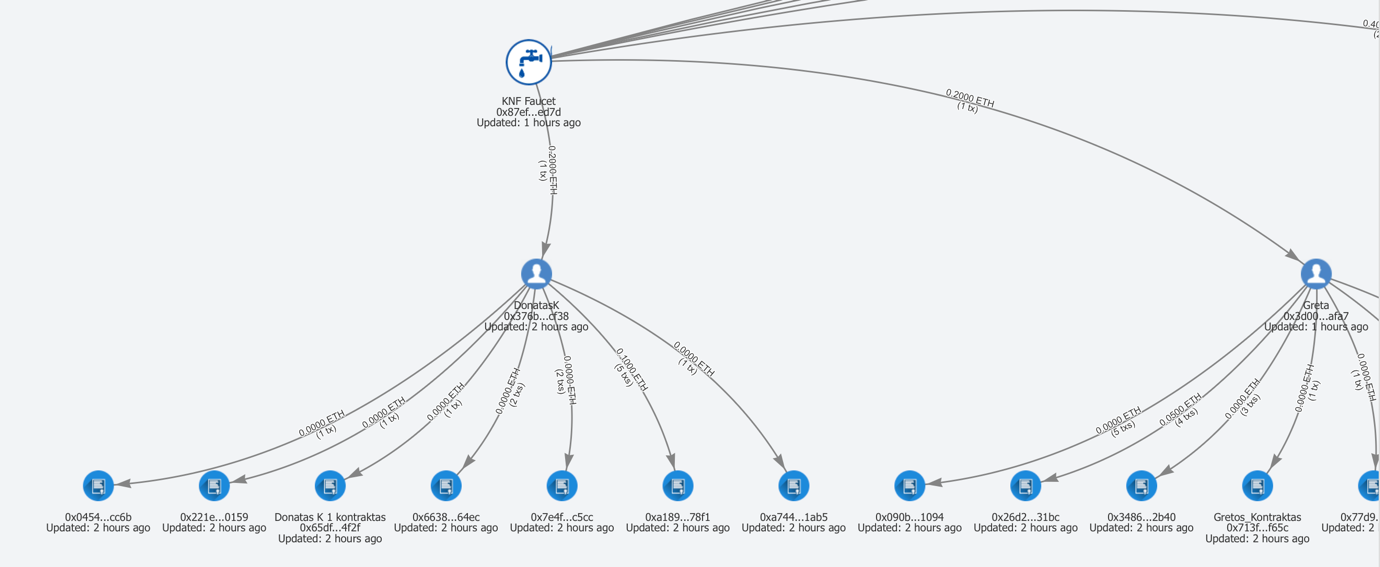 0.40
(2
KNF Faucet
0x87ef...ed7d
Updated: 1 hours ago
0.2000 ETH
(1 tx)
0.2000 ETH
(1 tx)
DonatasK
0x376b...cf38
Updated: 2 hours ago
Greta
0x3d00...afa7
Updated: 1 hours ago
0.0000 ETH
(1 tx)
0.0000 ETH
(1 tx)
0.0000 ETH
(1 tx)
0.0000 ETH
(2 txs)
0.0000 ETH
(2 txs)
0.1000 ETH
(5 txs)
0.0000 ETH
(1 tx)
0.0000 ETH
(5 txs)
0.0500 ETH
(4 txs)
0.0000 ETH
(3 txs)
0.0000 ETH
(1 tx)
0.0000 ETH
(1 tx)
0x0454...cc6b
Updated: 2 hours ago
0x221e...0159
Updated: 2 hours ago
Donatas K 1 kontraktas
0x65df...4f2f
Updated: 2 hours ago
0x6638...64ec
Updated: 2 hours ago
0x7e4f...c5cc
Updated: 2 hours ago
0xa189...78f1
Updated: 2 hours ago
0xa744...1ab5
Updated: 2 hours ago
0x090b...1094
Updated: 2 hours ago
0x26d2...31bc
Updated: 2 hours ago
0x3486...2b40
Updated: 2 hours ago
Gretos_Kontraktas
0x713f...f65c
Updated: 2 hours ago
0x77d9.
Updated: 2